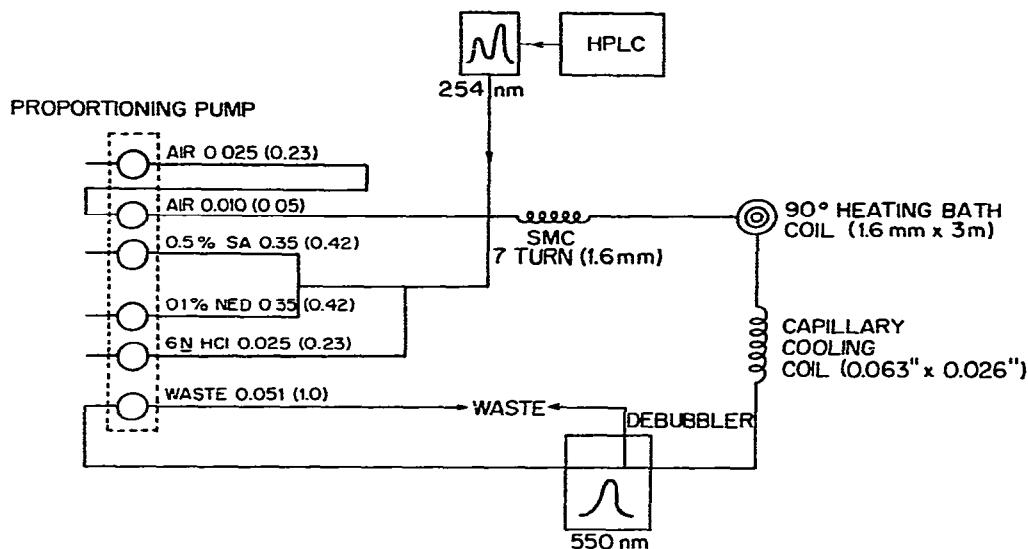 HPLC
254 nm
PROPORTIONING PUMP
AIR 0 025 (0.23)
AIR 0.010 (0 05)
0.5% SA 0.35 (0.42)
SMC
7 TURN (1.6mm)
90° HEATING BATH
COIL (1.6 mm x 3m)
01% NED 0.35 (0.42)
6N HCl 0.025 (0.23)
CAPILLARY
COOLING
COIL (0.063" x 0.026")
WASTE 0.051 (1.0)
WASTE
DEBUBBLER
550 nm